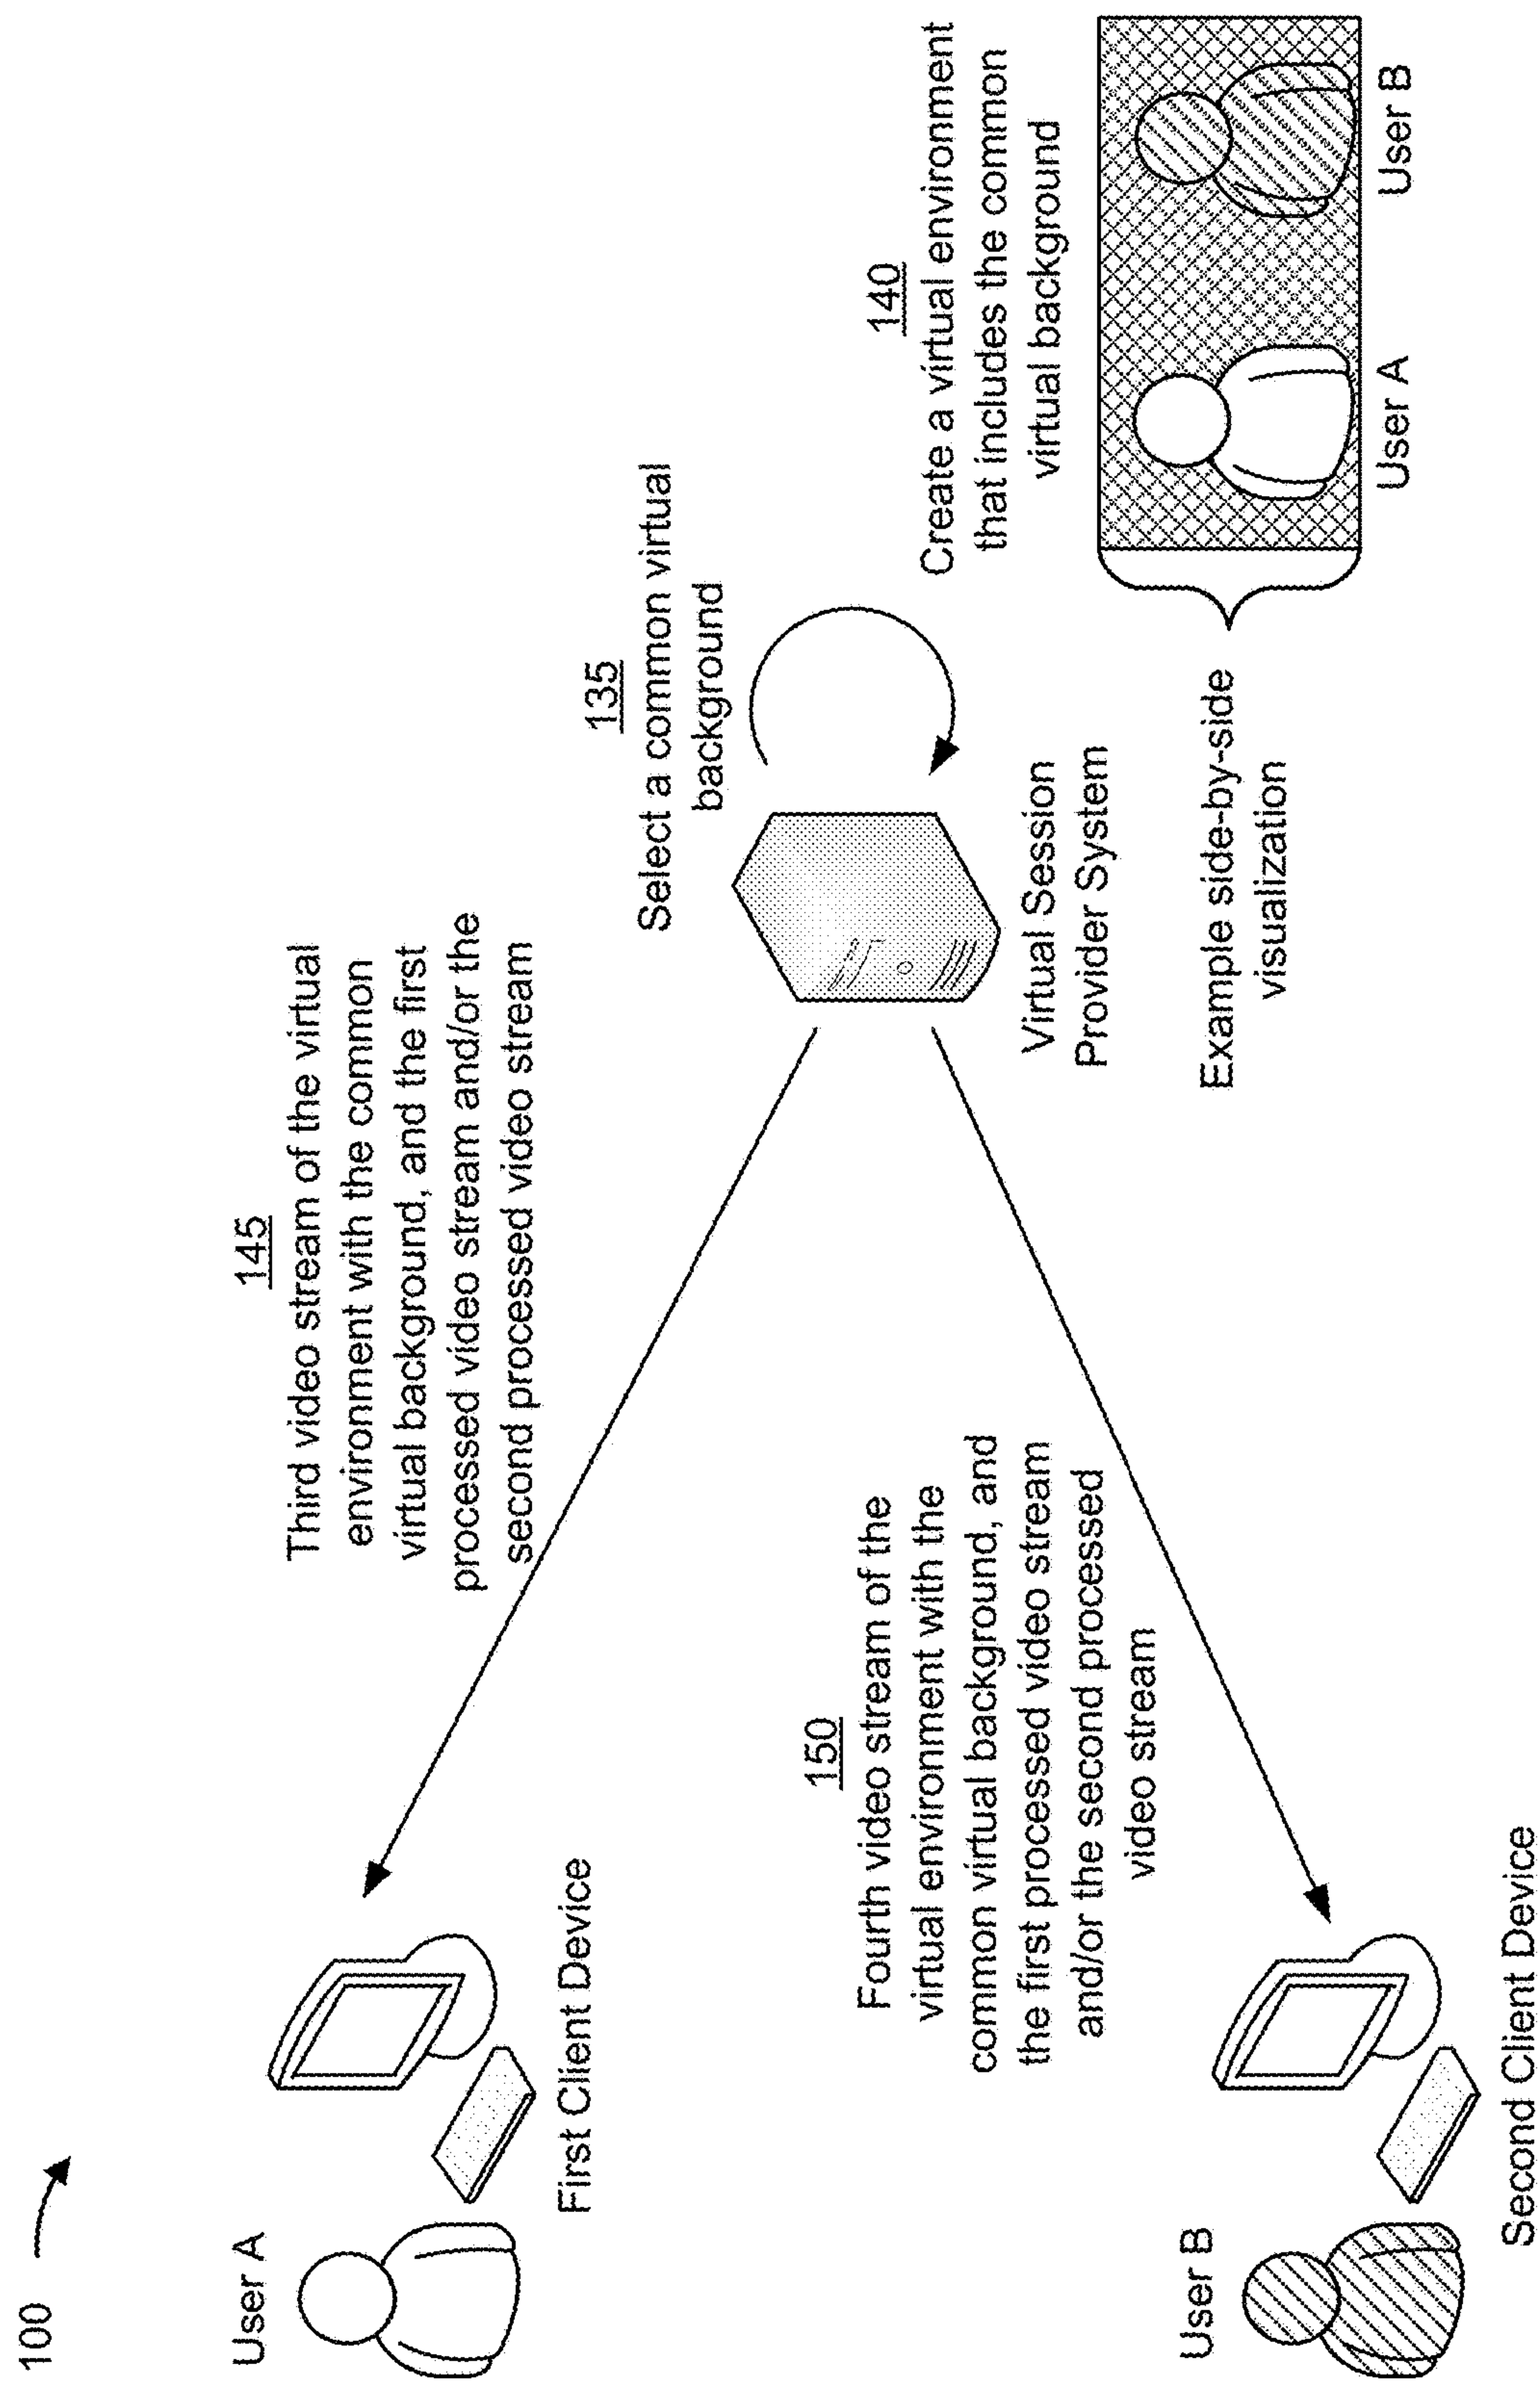 100
User A
First Client Device
145
Third video stream of the virtual
environment with the common
virtual background, and the first
processed video stream and/or the
second processed video stream
135
Select a common virtual
background
Virtual Session
Provider System
140
Create a virtual environment
that includes the common
virtual background
User A
User B
Example side-by-side
visualization
150
Fourth video stream of the
virtual environment with the
common virtual background, and
the first processed video stream
and/or the second processed
video stream
User B
Second Client Device